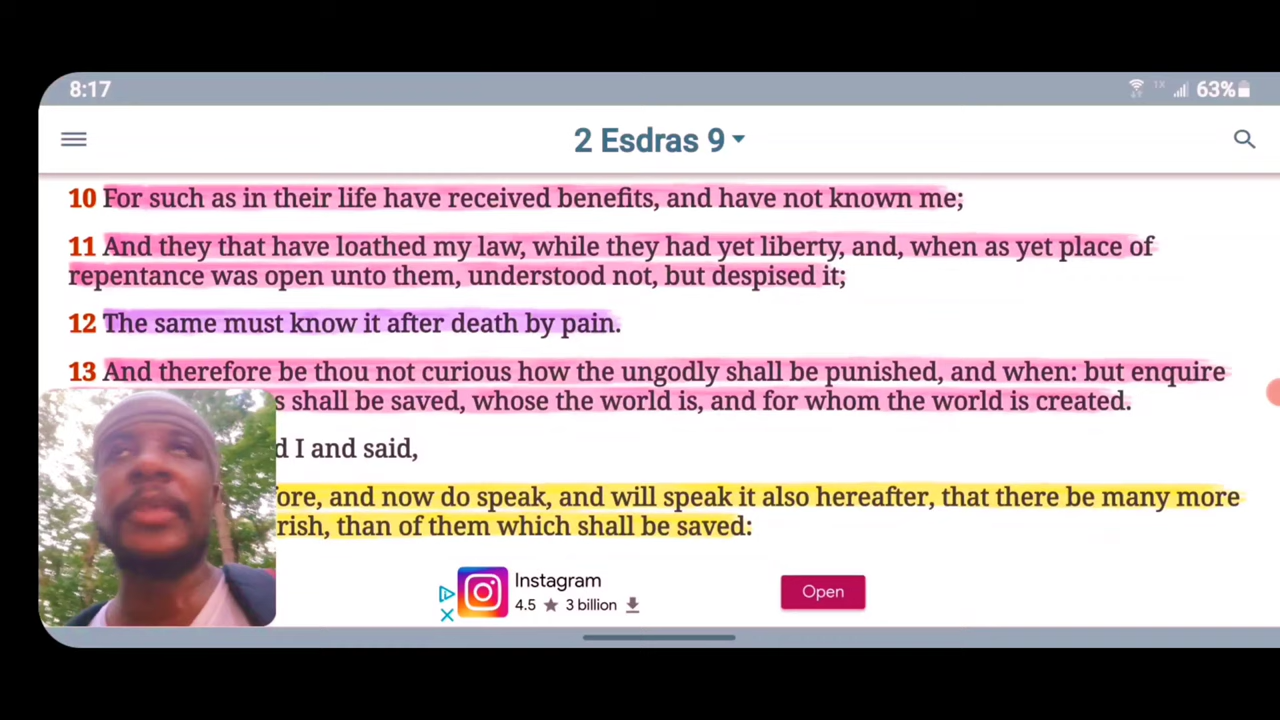 8:17
1X
63%
2 Esdras 9
10 For such as in their life have received benefits, and have not known me;
11 And they that have loathed my law, while they had yet liberty, and, when as yet place of
repentance was open unto them, understood not, but despised it;
12 The same must know it after death by pain.
13 And therefore be thou not curious how the ungodly shall be punished, and when: but enquire
s shall be saved, whose the world is, and for whom the world is created.
d I and said,
ore, and now do speak, and will speak it also hereafter, that there be many more
rish, than of them which shall be saved:
Instagram
4.5 ★ 3 billion
Open